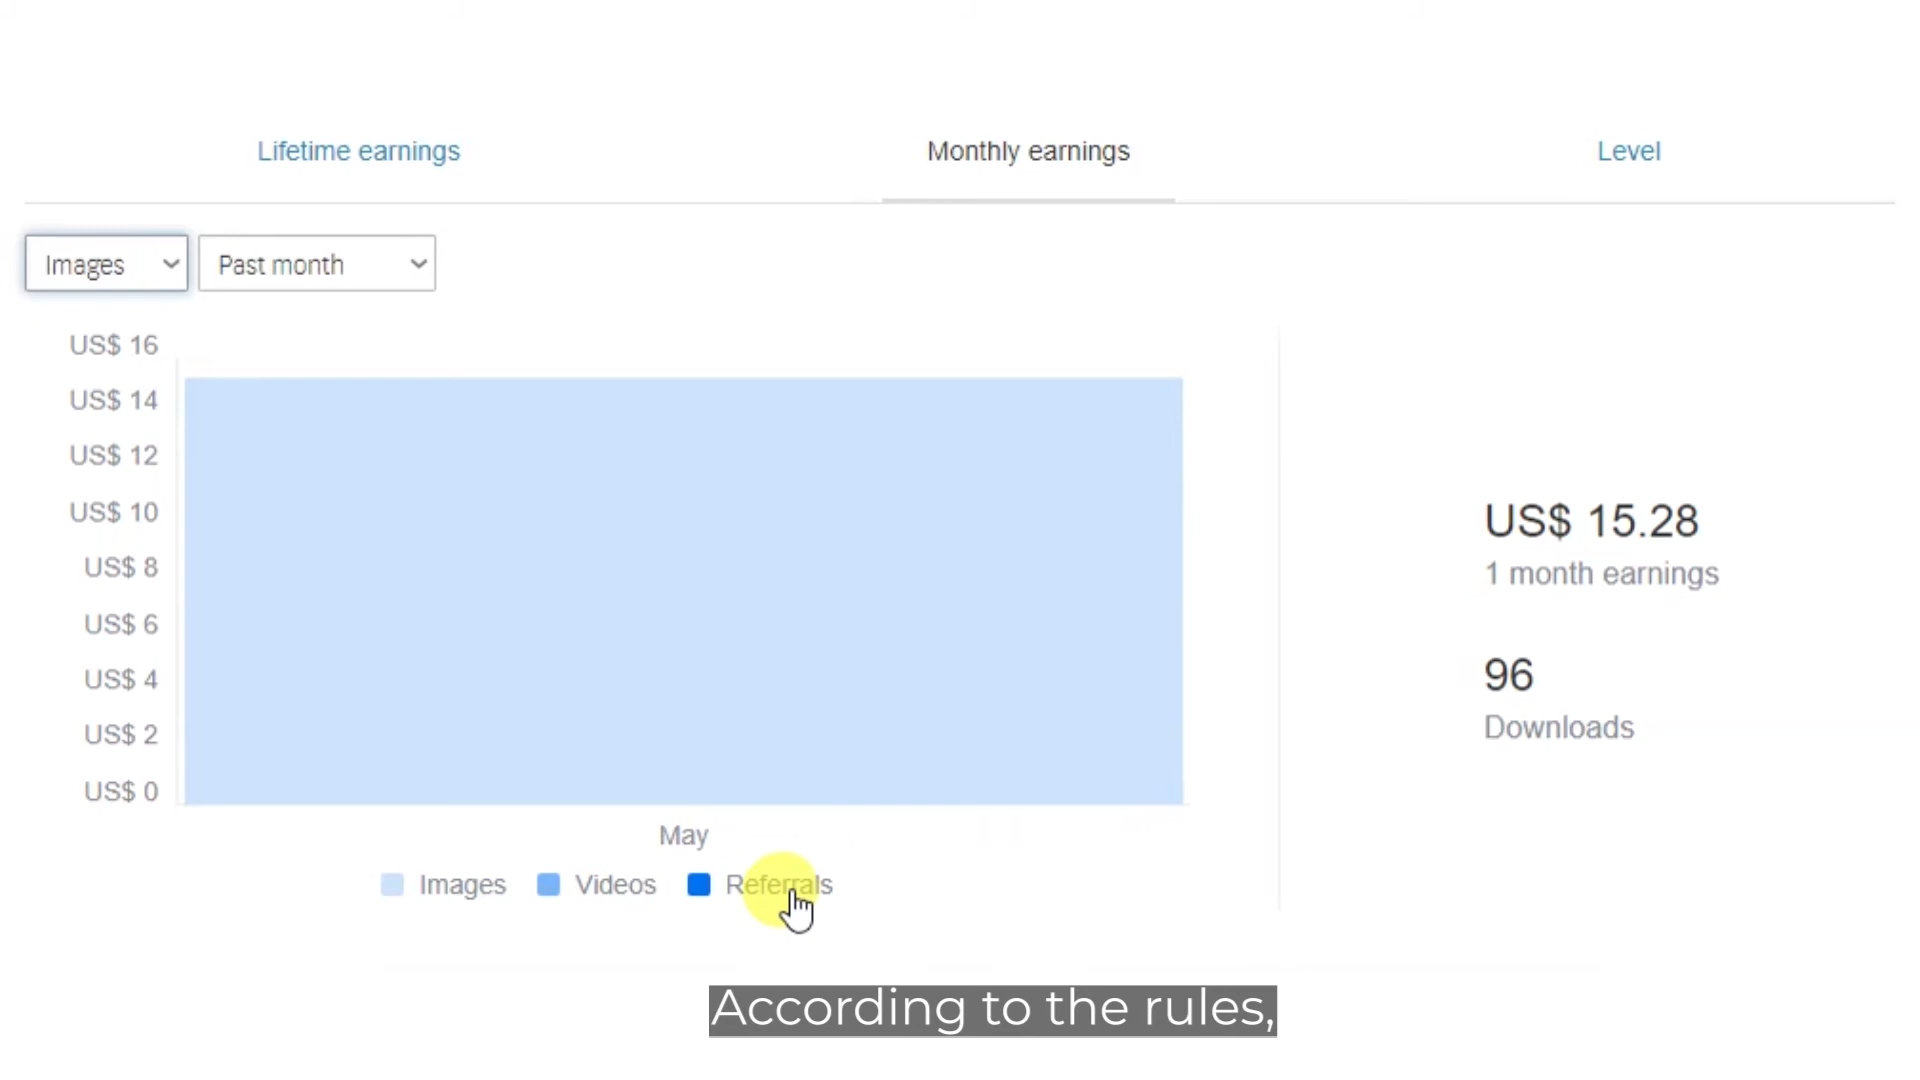 Lifetime earnings
Monthly earnings
Level
Images
Past month
US$ 16
US$ 14
US$ 12
US$ 10
US$ 8
US$ 6
US$ 4
US$ 2
US$ 0
May
Images
Videos
Referrals
US$ 15.28
1 month earnings
96
Downloads
According to the rules,